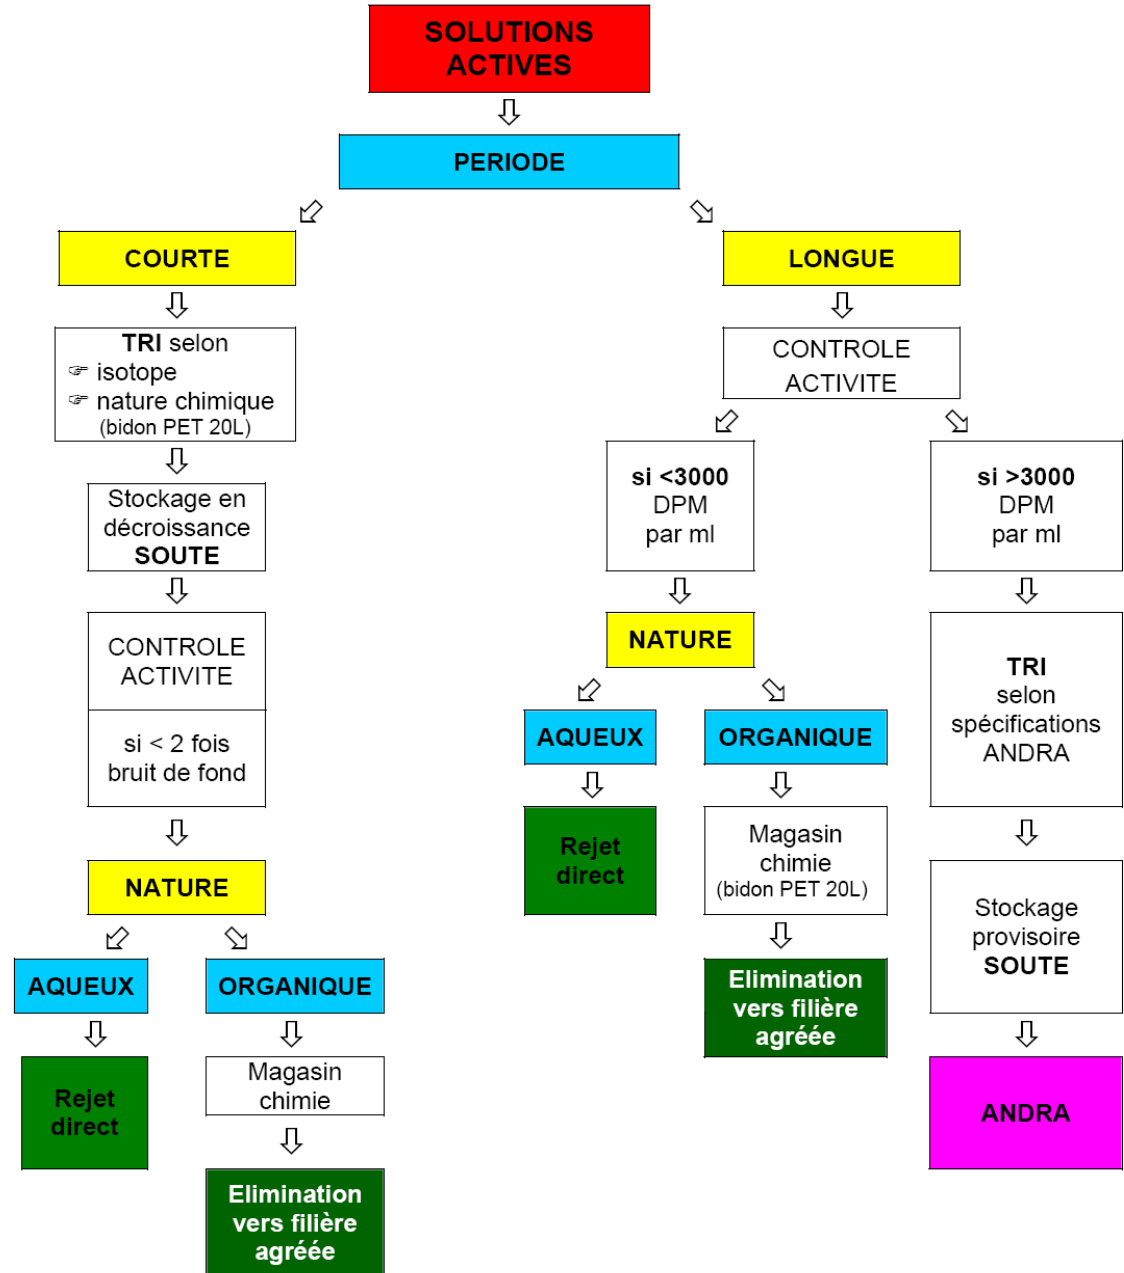 SOLUTIONS
ACTIVES
PERIODE
COURTE
TRI selon
☞ isotope
☞ nature chimique
(bidon PET 20L)
Stockage en
décroissance
SOUTE
CONTROLE
ACTIVITE
si < 2 fois
bruit de fond
NATURE
AQUEUX
Rejet
direct
ORGANIQUE
Magasin
chimie
Elimination
vers filière
agréée
LONGUE
CONTROLE
ACTIVITE
si <3000
DPM
par ml
NATURE
AQUEUX
Rejet
direct
ORGANIQUE
Magasin
chimie
(bidon PET 20L)
Elimination
vers filière
agréée
si >3000
DPM
par ml
TRI
selon
spécifications
ANDRA
Stockage
provisoire
SOUTE
ANDRA